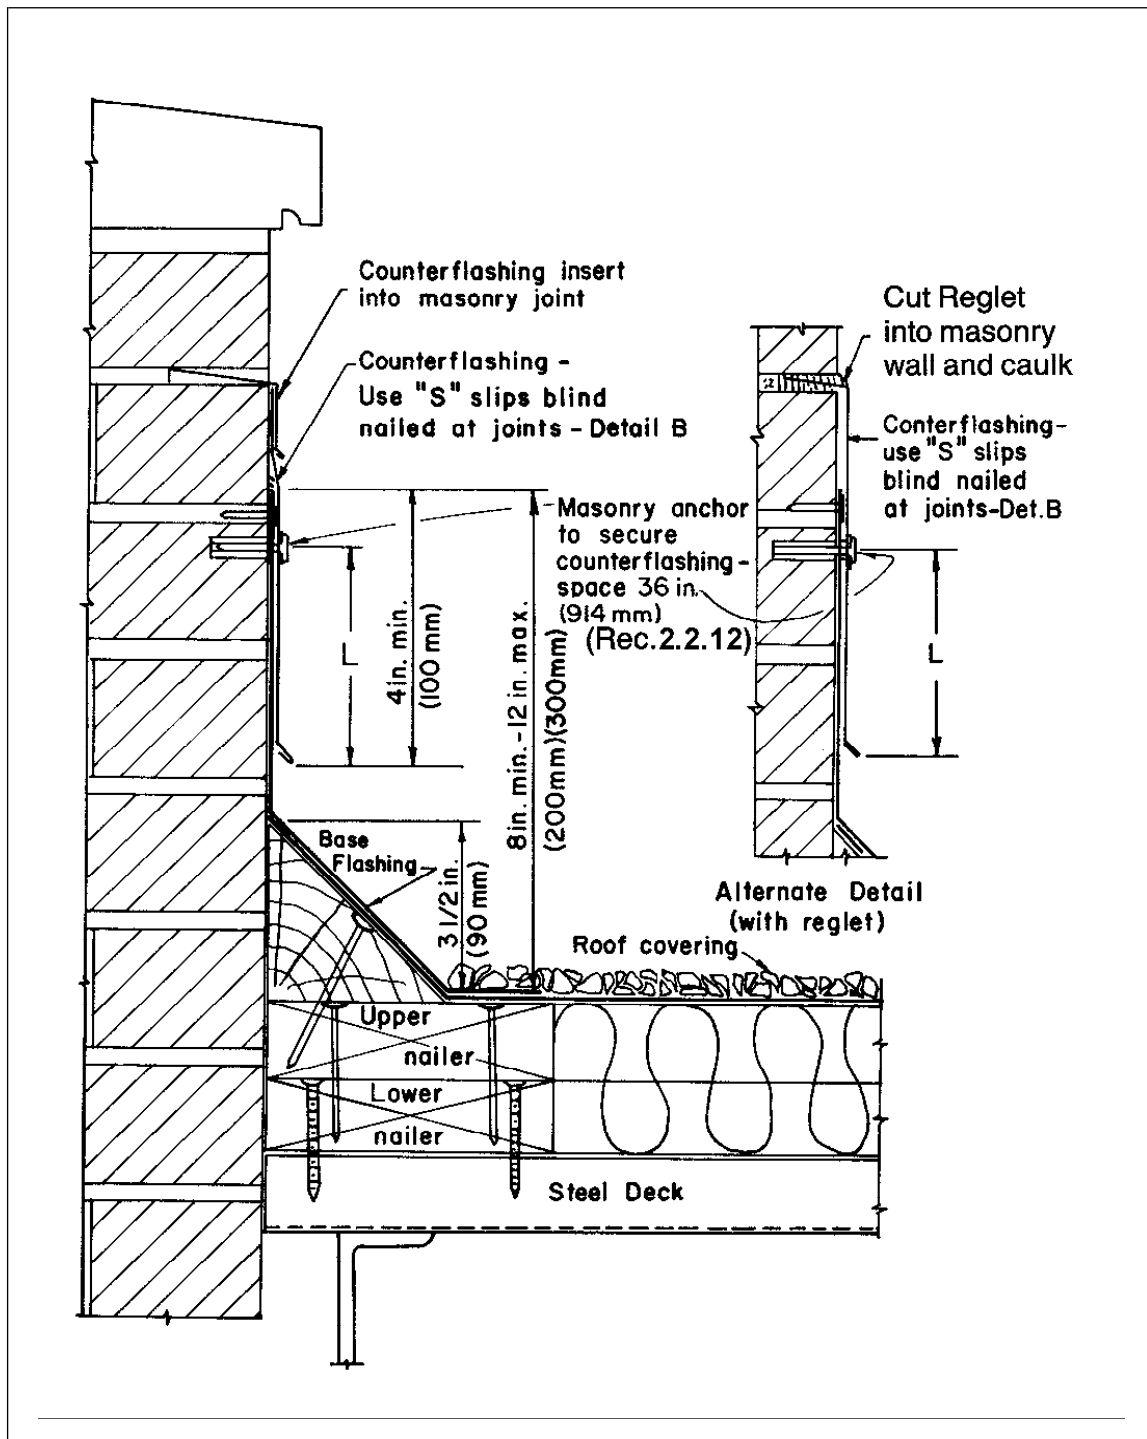 Counterflashing insert
into masonry joint
Counterflashing -
Use "S" slips blind
nailed at joints - Detail B
Cut Reglet
into masonry
wall and caulk
Conterflashing-
use "S" slips
blind nailed
at joints-Det.B
Masonry anchor
to secure
counterflashing-
space 36 in.
(914 mm)
(Rec.2.2.12)
L
4in. min.
(100 mm)
8in. min.-12 in. max.
(200mm)(300mm)
L
Base
Flashing
3 1/2 in.
(90 mm)
Alternate Detail
(with reglet)
Roof covering
Upper
nailer
Lower
nailer
Steel Deck